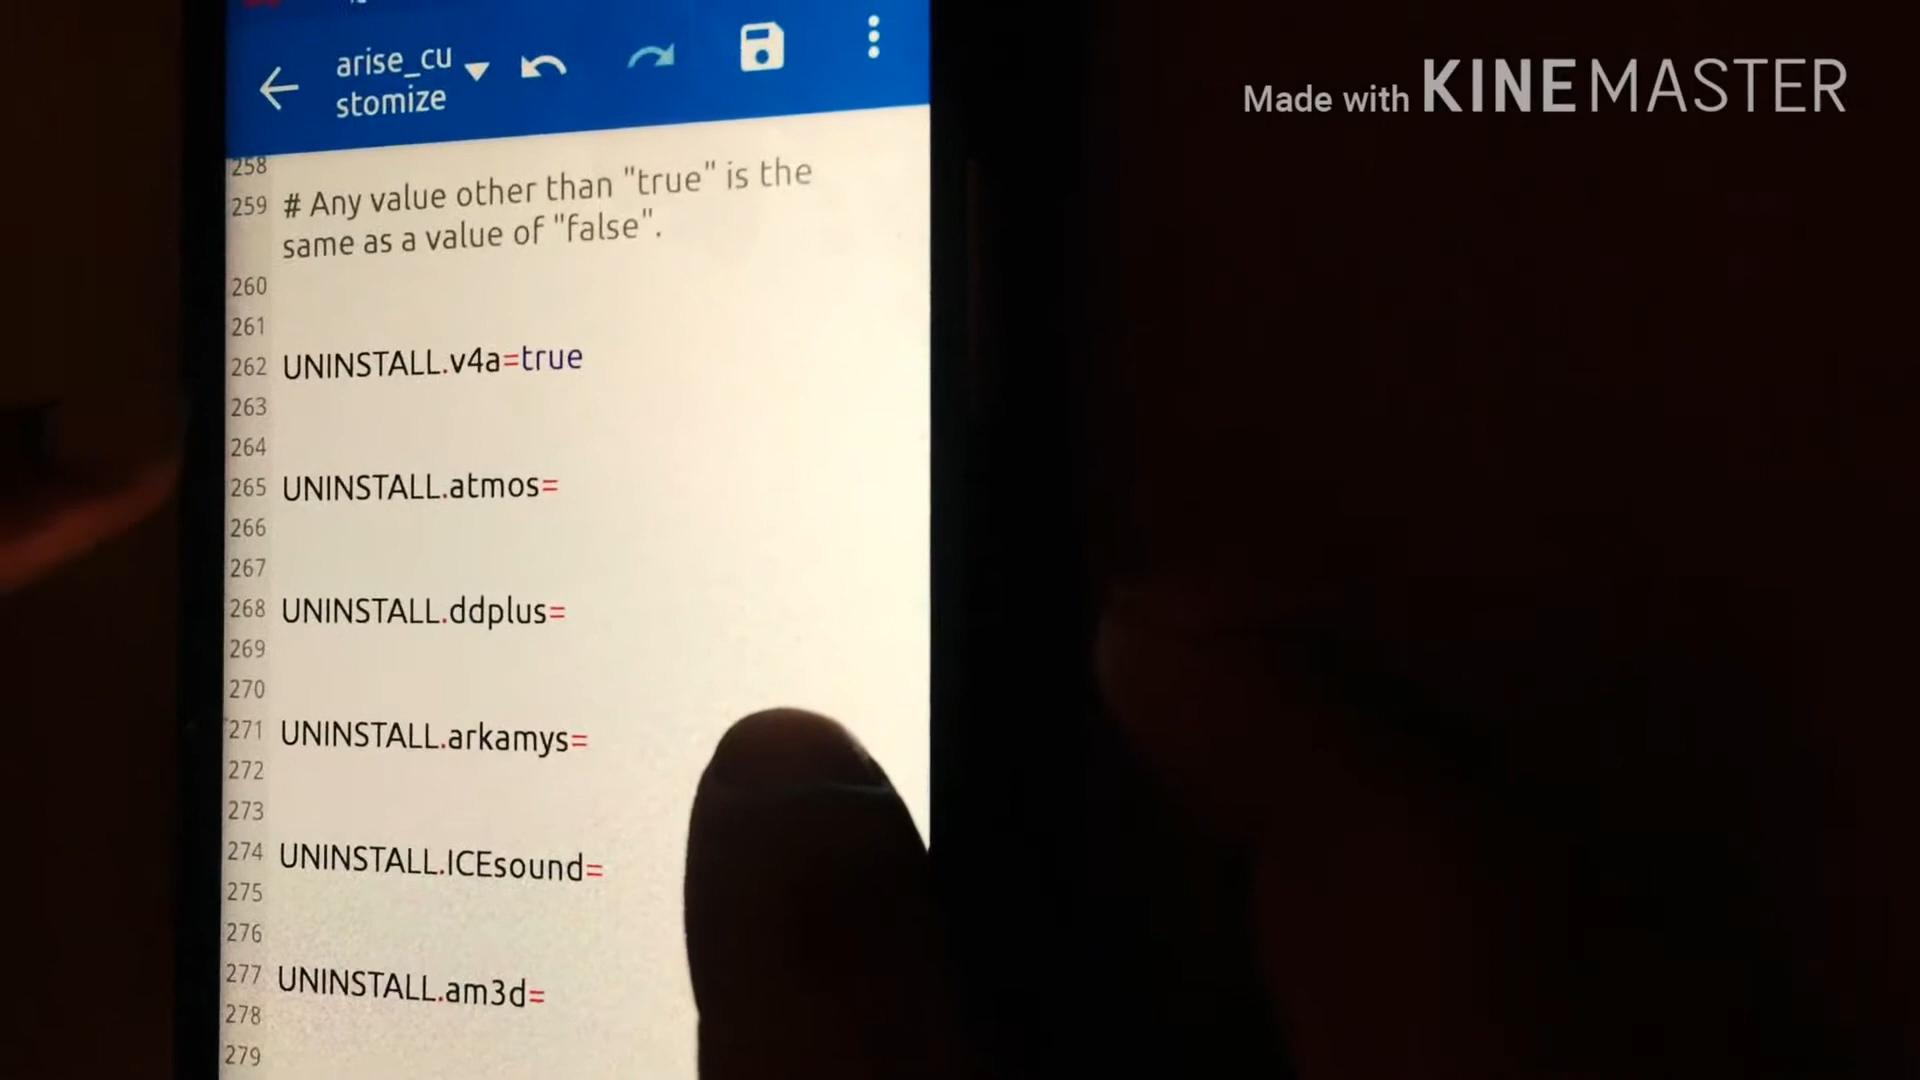 arise_cu
stomize
Made with KINEMASTER
258
259 # Any value other than "true" is the
same as a value of "false".
260
261
262 UNINSTALL.v4a=true
263
264
265 UNINSTALL.atmos=
266
267
268 UNINSTALL.ddplus=
269
270
271 UNINSTALL.arkamys=
272
273
274 UNINSTALL.ICEsound=
275
276
277 UNINSTALL.am3d=
278
279